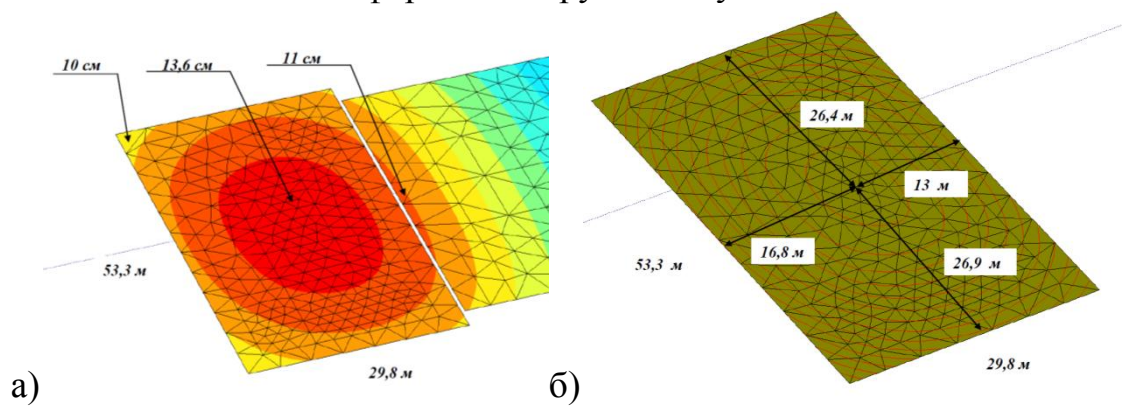 10 см
13,6 см
11 см
53,3 м
29,8 м
а)
26,4 м
13 м
16,8 м
26,9 м
53,3 м
29,8 м
б)